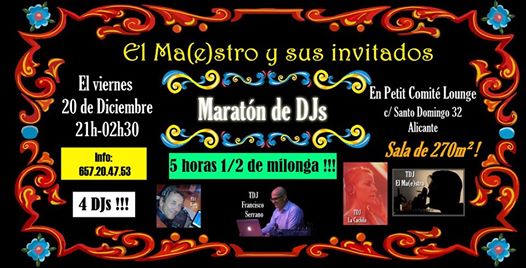 El Ma(e)stro y sus invitados
El viernes
20 de Diciembre
21h-02h30
Maratón de DJs
En Petit Comité Lounge
c/ Santo Domingo 32
Alicante
Sala de 270m² !
Info:
657.20.47.53
5 horas 1/2 de milonga !!!
4 DJs !!!
TDJ
Francisco
Serrano
TDJ
La Cachila
TDJ
El Ma(e)stro